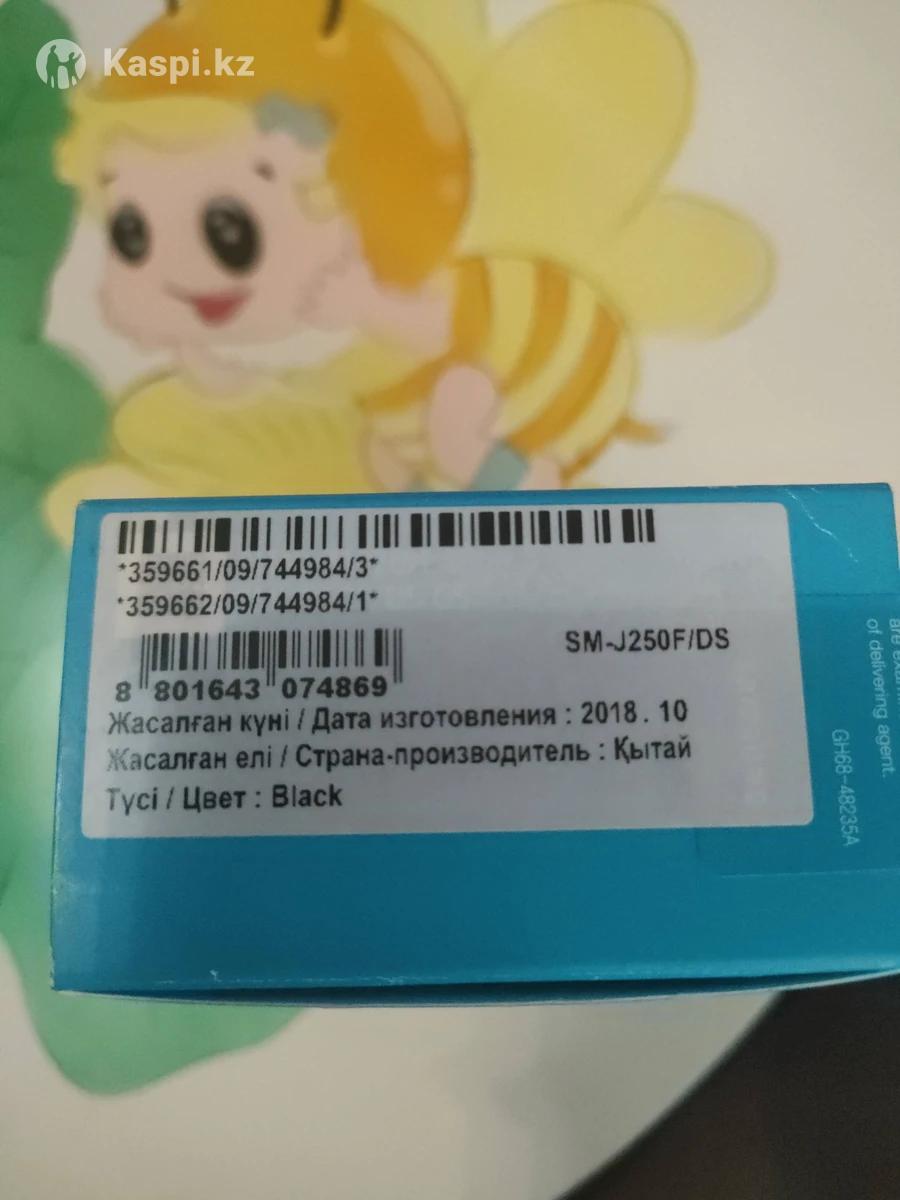 Kaspi.kz
*359661/09/744984/3*
*359662/09/744984/1*
SM-J250F/DS
8 801643 074869
Жасалған күні / Дата изготовления : 2018 . 10
Жасалған елі / Страна-производитель : Қытай
Түсі / Цвет : Black
of delivering agent.
GH68-48235A